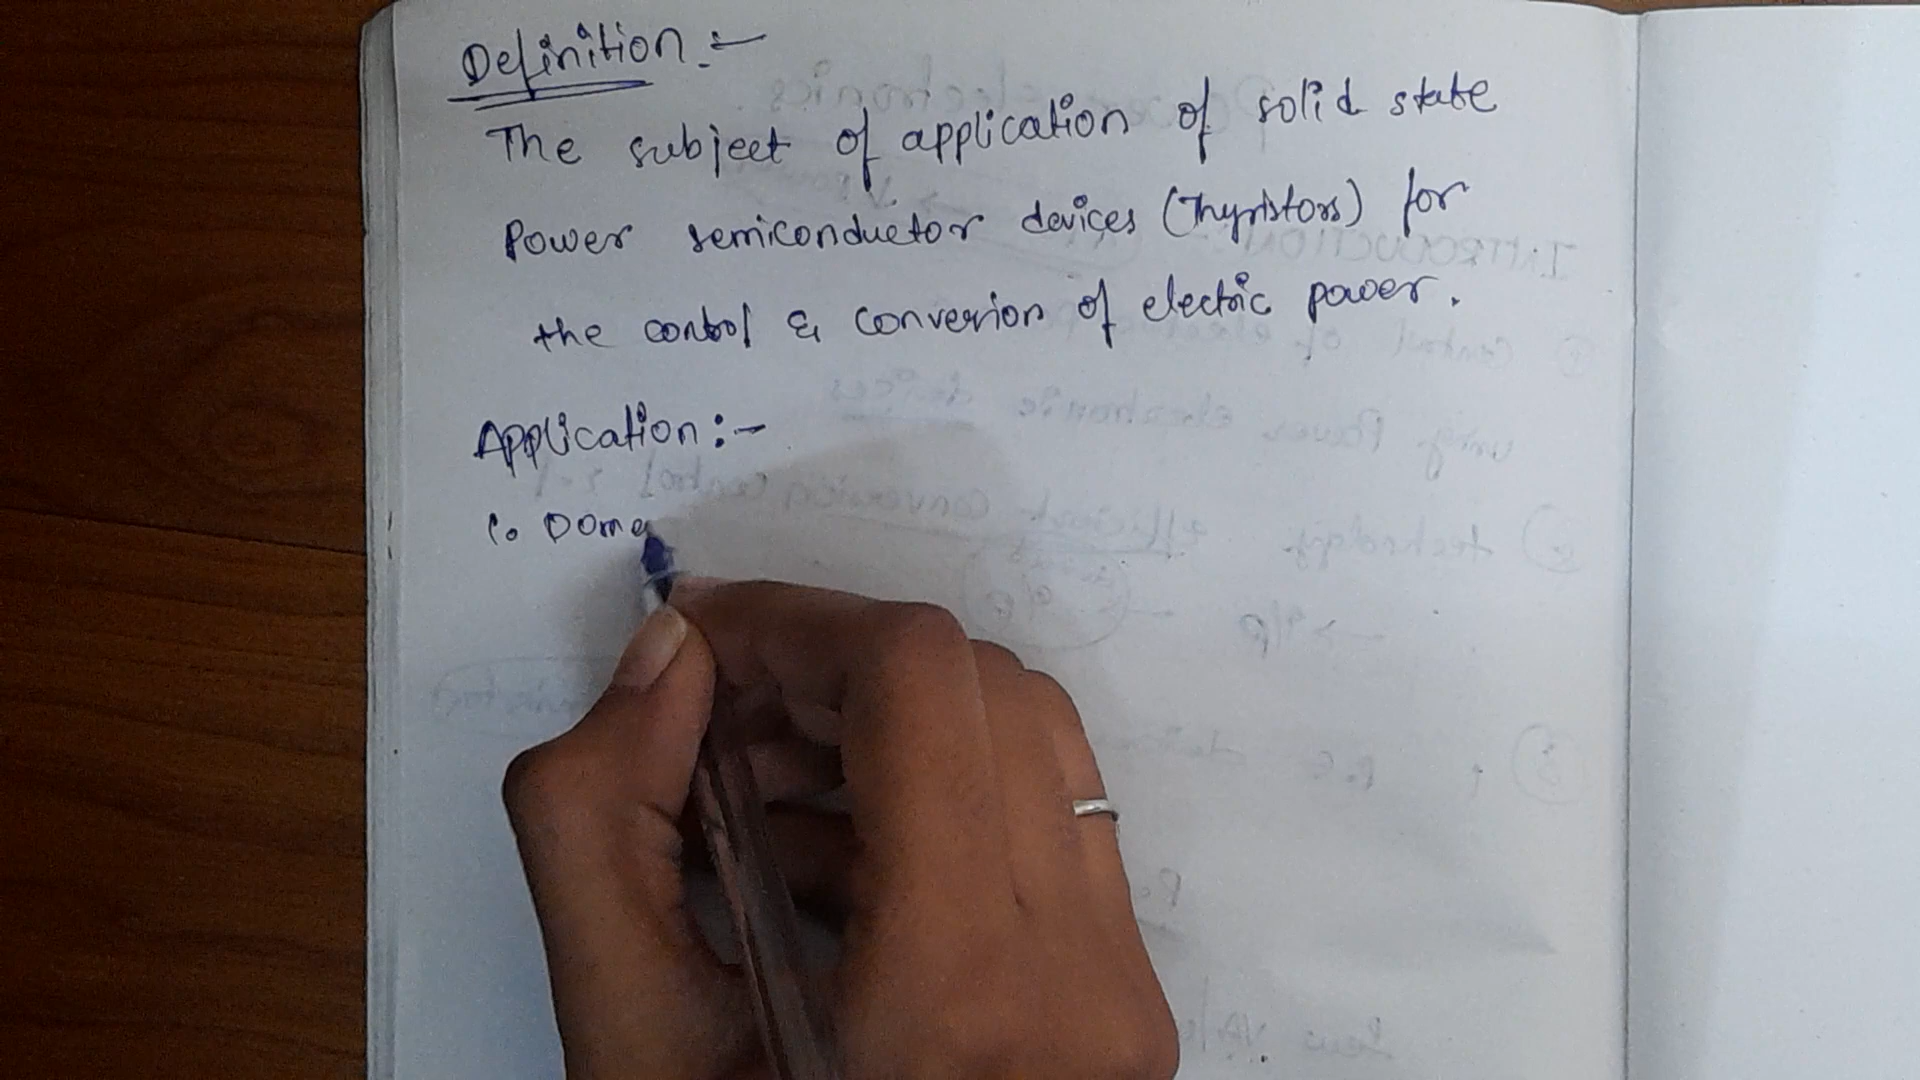 Definition :-
The subject of application of solid state
Power semiconductor devices (Thyristors) for
the control & conversion of electric power.
Application :-
1. Dome